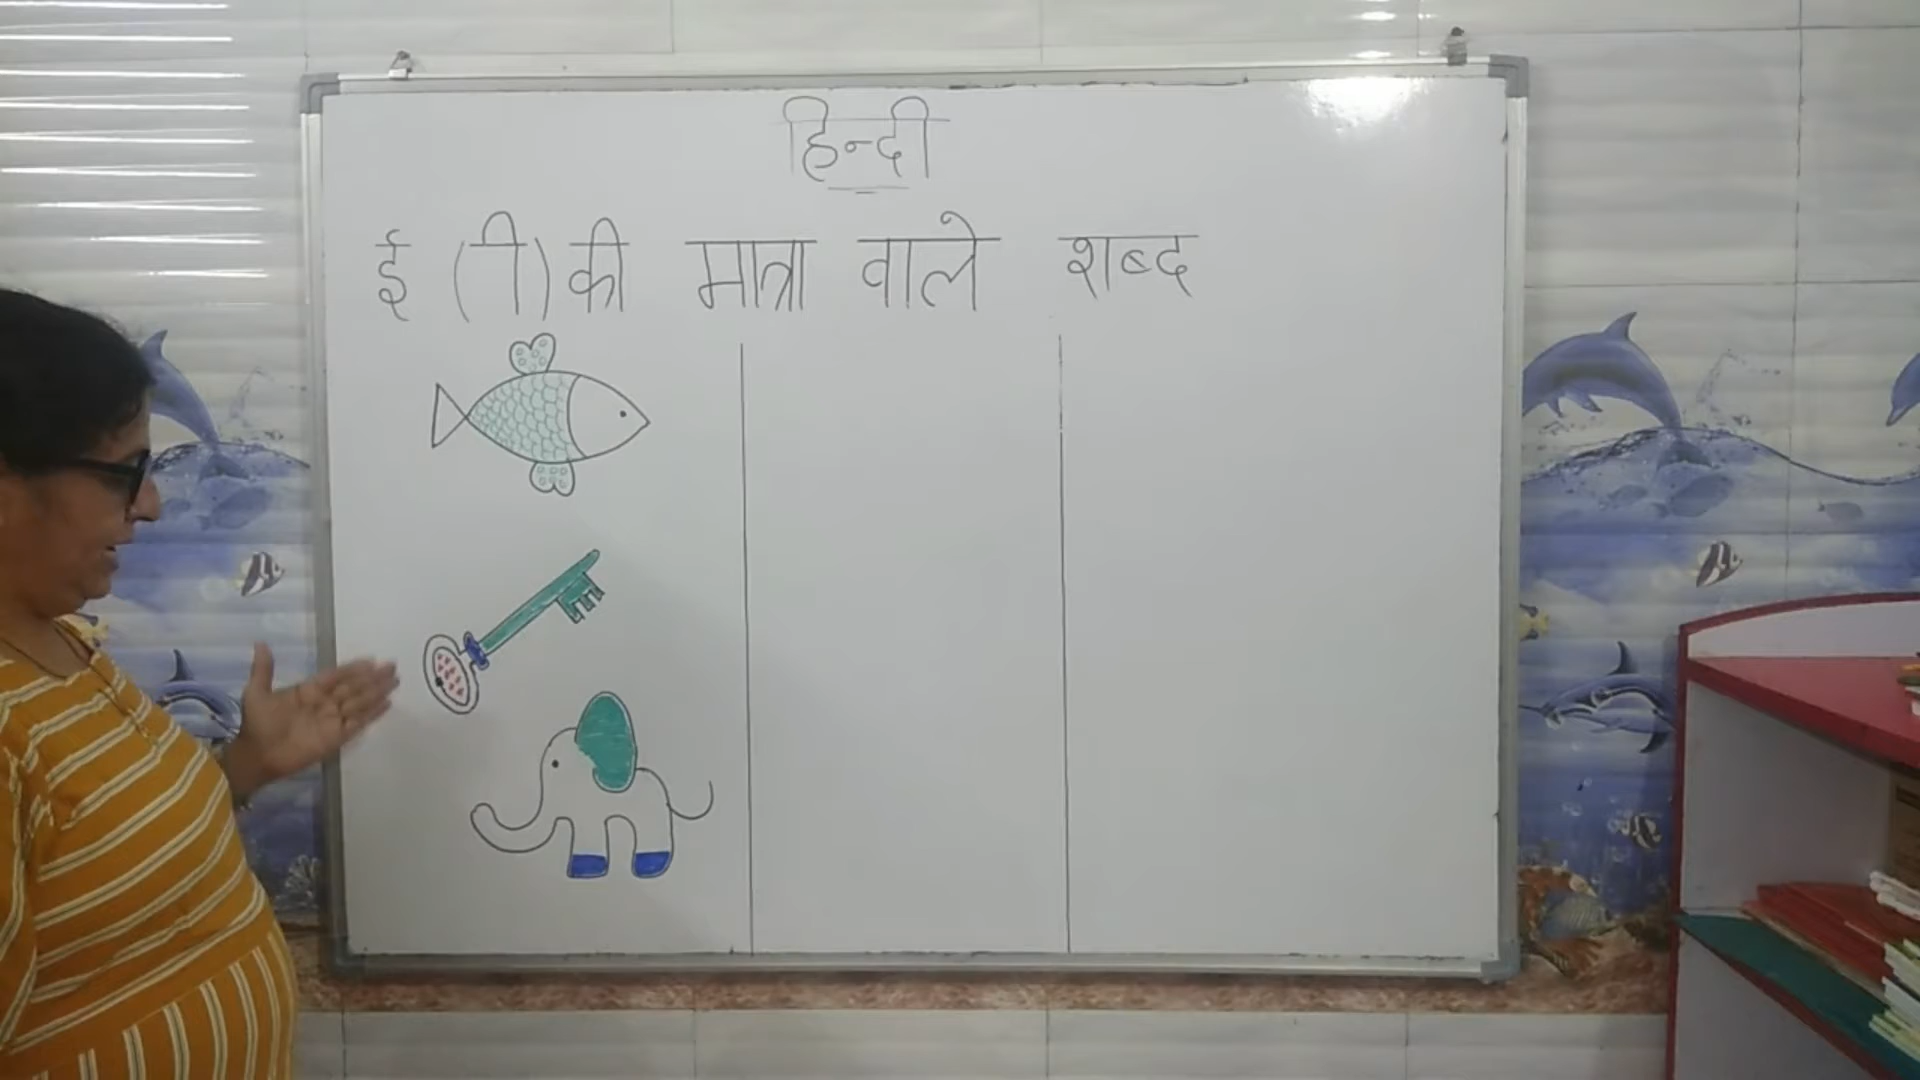 हिन्दी
ई (ी) की मात्रा वाले शब्द